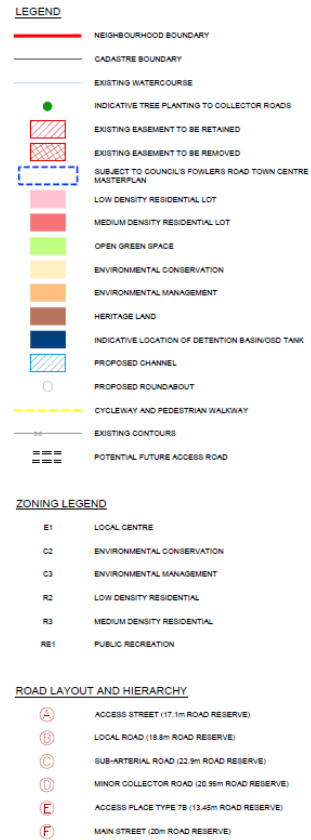 LEGEND
NEIGHBOURHOOD BOUNDARY
CADASTRE BOUNDARY
EXISTING WATERCOURSE
INDICATIVE TREE PLANTING TO COLLECTOR ROADS
EXISTING EASEMENT TO BE RETAINED
EXISTING EASEMENT TO BE REMOVED
SUBJECT TO COUNCIL'S FOWLERS ROAD TOWN CENTRE
MASTERPLAN
LOW DENSITY RESIDENTIAL LOT
MEDIUM DENSITY RESIDENTIAL LOT
OPEN GREEN SPACE
ENVIRONMENTAL CONSERVATION
ENVIRONMENTAL MANAGEMENT
HERITAGE LAND
INDICATIVE LOCATION OF DETENTION BASIN/OSD TANK
PROPOSED CHANNEL
PROPOSED ROUNDABOUT
CYCLEWAY AND PEDESTRIAN WALKWAY
EXISTING CONTOURS
POTENTIAL FUTURE ACCESS ROAD
ZONING LEGEND
E1 LOCAL CENTRE
C2 ENVIRONMENTAL CONSERVATION
C3 ENVIRONMENTAL MANAGEMENT
R2 LOW DENSITY RESIDENTIAL
R3 MEDIUM DENSITY RESIDENTIAL
RE1 PUBLIC RECREATION
ROAD LAYOUT AND HIERARCHY
A ACCESS STREET (17.1m ROAD RESERVE)
B LOCAL ROAD (18.8m ROAD RESERVE)
C SUB-ARTERIAL ROAD (22.9m ROAD RESERVE)
D MINOR COLLECTOR ROAD (20.95m ROAD RESERVE)
E ACCESS PLACE TYPE 7B (13.45m ROAD RESERVE)
F MAIN STREET (20m ROAD RESERVE)